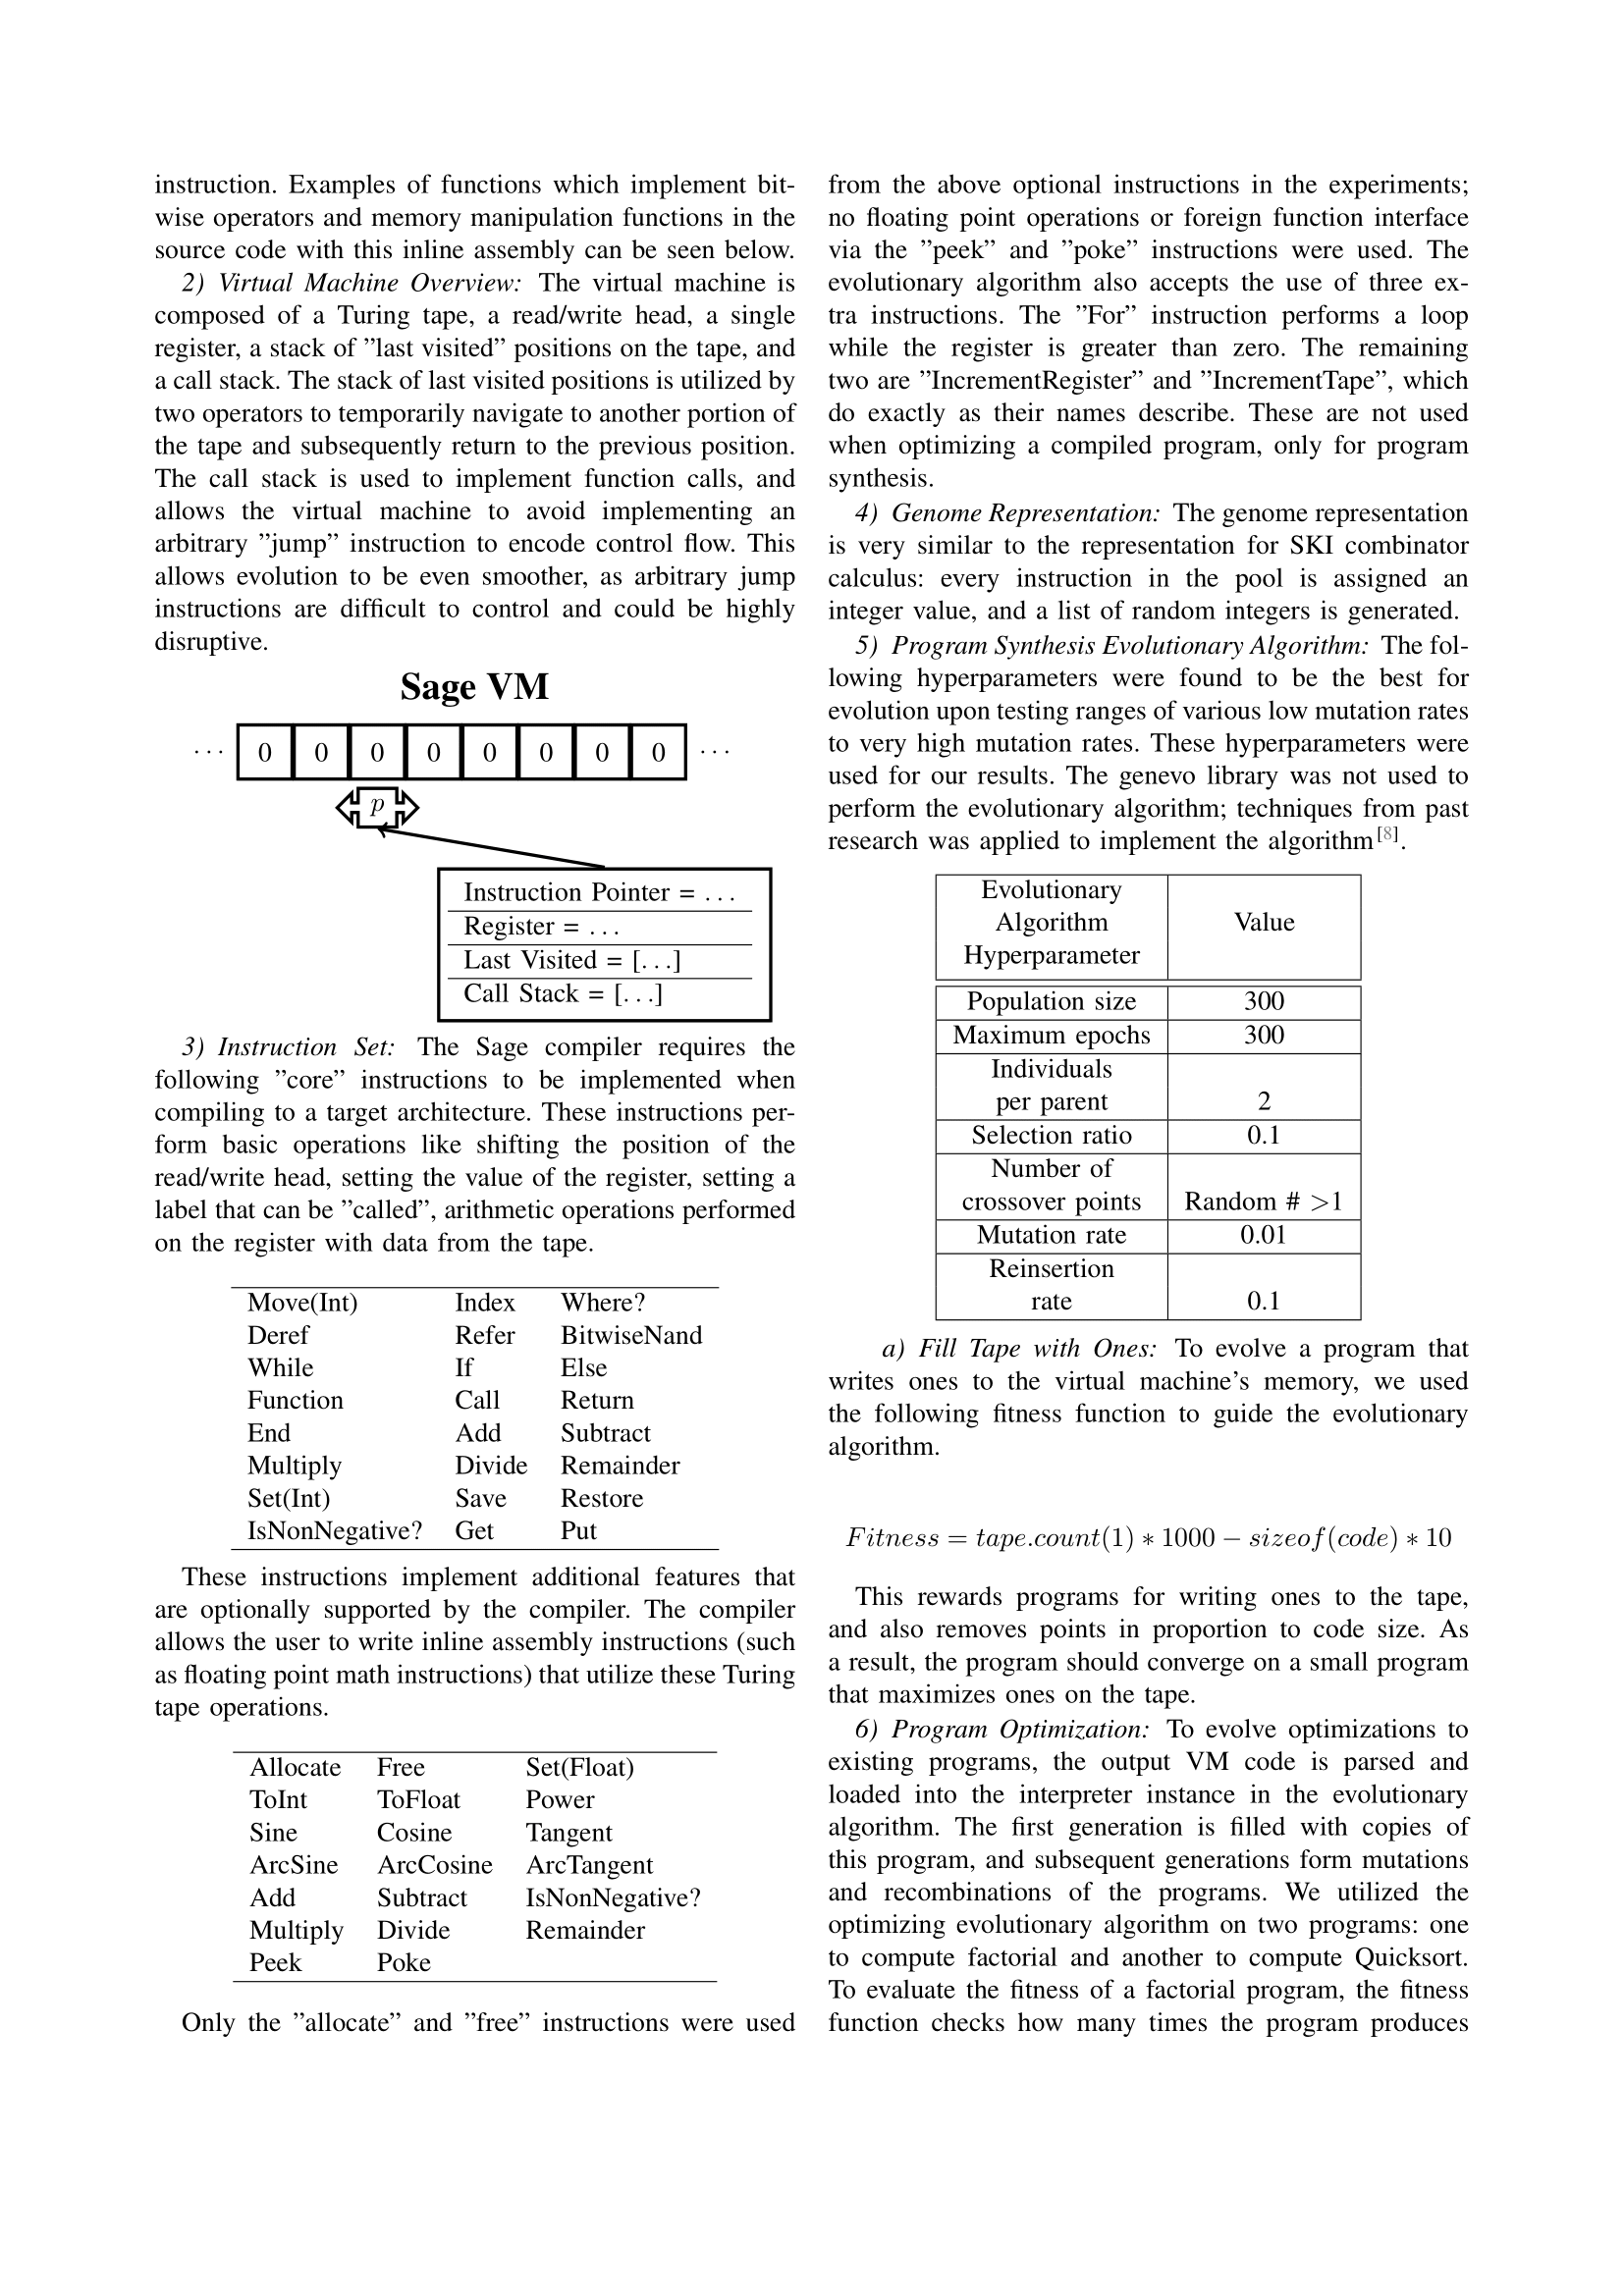 instruction. Examples of functions which implement bit-
wise operators and memory manipulation functions in the
source code with this inline assembly can be seen below.
2) Virtual Machine Overview: The virtual machine is
composed of a Turing tape, a read/write head, a single
register, a stack of ”last visited” positions on the tape, and
a call stack. The stack of last visited positions is utilized by
two operators to temporarily navigate to another portion of
the tape and subsequently return to the previous position.
The call stack is used to implement function calls, and
allows the virtual machine to avoid implementing an
arbitrary ”jump” instruction to encode control flow. This
allows evolution to be even smoother, as arbitrary jump
instructions are difficult to control and could be highly
disruptive.
Sage VM
· · · 0 0 0 0 0 0 0 0 · · ·
p
Instruction Pointer = . . .
Register = . . .
Last Visited = [. . .]
Call Stack = [. . .]
3) Instruction Set: The Sage compiler requires the
following ”core” instructions to be implemented when
compiling to a target architecture. These instructions per-
form basic operations like shifting the position of the
read/write head, setting the value of the register, setting a
label that can be ”called”, arithmetic operations performed
on the register with data from the tape.
Move(Int) Index Where?
Deref Refer BitwiseNand
While If Else
Function Call Return
End Add Subtract
Multiply Divide Remainder
Set(Int) Save Restore
IsNonNegative? Get Put
These instructions implement additional features that
are optionally supported by the compiler. The compiler
allows the user to write inline assembly instructions (such
as floating point math instructions) that utilize these Turing
tape operations.
Allocate Free Set(Float)
ToInt ToFloat Power
Sine Cosine Tangent
ArcSine ArcCosine ArcTangent
Add Subtract IsNonNegative?
Multiply Divide Remainder
Peek Poke
Only the ”allocate” and ”free” instructions were used
from the above optional instructions in the experiments;
no floating point operations or foreign function interface
via the ”peek” and ”poke” instructions were used. The
evolutionary algorithm also accepts the use of three ex-
tra instructions. The ”For” instruction performs a loop
while the register is greater than zero. The remaining
two are ”IncrementRegister” and ”IncrementTape”, which
do exactly as their names describe. These are not used
when optimizing a compiled program, only for program
synthesis.
4) Genome Representation: The genome representation
is very similar to the representation for SKI combinator
calculus: every instruction in the pool is assigned an
integer value, and a list of random integers is generated.
5) Program Synthesis Evolutionary Algorithm: The fol-
lowing hyperparameters were found to be the best for
evolution upon testing ranges of various low mutation rates
to very high mutation rates. These hyperparameters were
used for our results. The genevo library was not used to
perform the evolutionary algorithm; techniques from past
research was applied to implement the algorithm[8].
Evolutionary
Algorithm Value
Hyperparameter
Population size 300
Maximum epochs 300
Individuals
per parent 2
Selection ratio 0.1
Number of
crossover points Random # >1
Mutation rate 0.01
Reinsertion
rate 0.1
a) Fill Tape with Ones: To evolve a program that
writes ones to the virtual machine’s memory, we used
the following fitness function to guide the evolutionary
algorithm.
Fitness = tape.count(1) ∗ 1000 − sizeof(code) ∗ 10
This rewards programs for writing ones to the tape,
and also removes points in proportion to code size. As
a result, the program should converge on a small program
that maximizes ones on the tape.
6) Program Optimization: To evolve optimizations to
existing programs, the output VM code is parsed and
loaded into the interpreter instance in the evolutionary
algorithm. The first generation is filled with copies of
this program, and subsequent generations form mutations
and recombinations of the programs. We utilized the
optimizing evolutionary algorithm on two programs: one
to compute factorial and another to compute Quicksort.
To evaluate the fitness of a factorial program, the fitness
function checks how many times the program produces